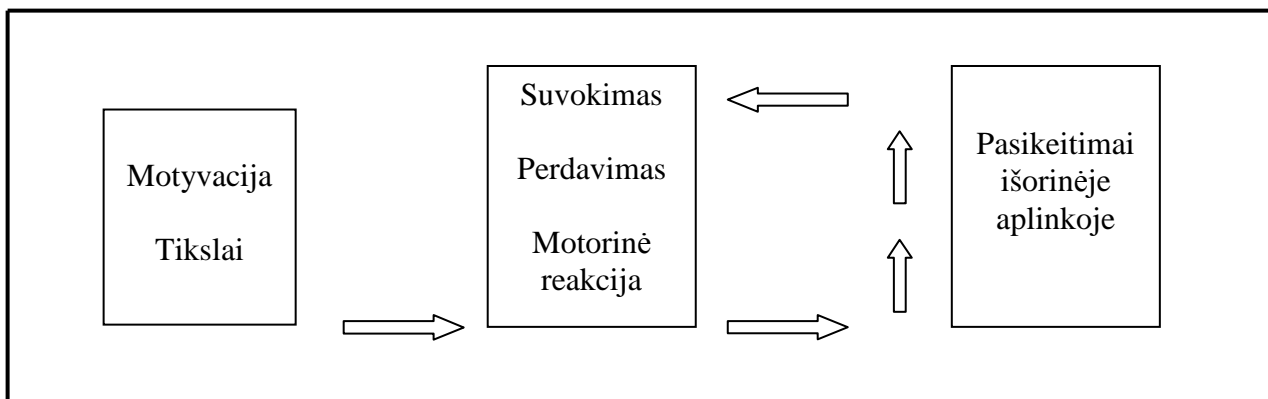 Motyvacija
Tikslai
Suvokimas
Perdavimas
Motorinė
reakcija
Pasikeitimai
išorinėje
aplinkoje